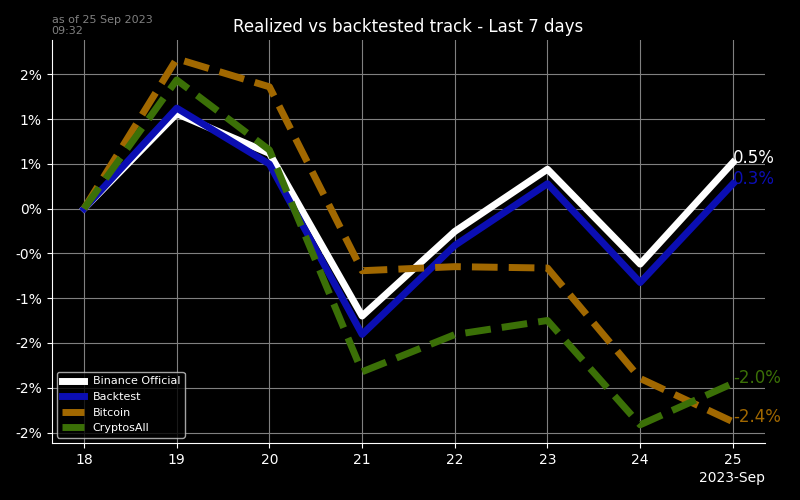 as of 25 Sep 2023
09:32
Realized vs backtested track - Last 7 days
2%
1%
1%
0%
-0%
-1%
-2%
-2%
-2%
0.5%
0.3%
-2.0%
-2.4%
Binance Official
Backtest
Bitcoin
CryptosAll
18 19 20 21 22 23 24 25
2023-Sep